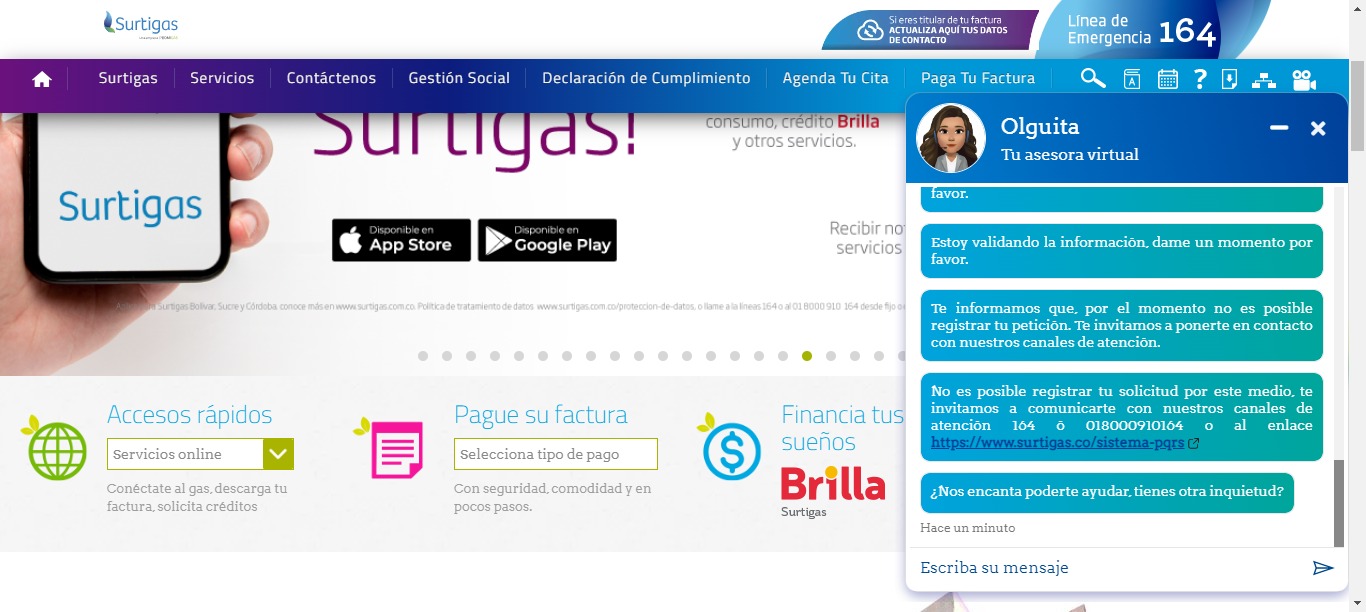 Surtigas
Si eres titular de tu factura
ACTUALIZA AQUÍ TUS DATOS
DE CONTACTO
Línea de
Emergencia 164
Surtigas
Servicios
Contáctenos
Gestión Social
Declaración de Cumplimiento
Agenda Tu Cita
Paga Tu Factura
A
?
Surtigas!
consumo, crédito Brilla
y otros servicios.
Surtigas
Disponible en
App Store
Disponible en
Google Play
Recibir no
servicios
Surtigas Bolívar, Sucre y Córdoba. conoce más en www.surtigas.com.co. Política de tratamiento de datos www.surtigas.com.co/proteccion-de-datos, o llame a la líneas 164 o al 01 8000 910 164 desde fijo o
Accesos rápidos
Servicios online
Conéctate al gas, descarga tu
factura, solicita créditos
Pague su factura
Selecciona tipo de pago
Con seguridad, comodidad y en
pocos pasos.
Financia tus
sueños
Brilla
Surtigas
Olguita
Tu asesora virtual
favor.
Estoy validando la información, dame un momento por
favor.
Te informamos que, por el momento no es posible
registrar tu petición. Te invitamos a ponerte en contacto
con nuestros canales de atención.
No es posible registrar tu solicitud por este medio, te
invitamos a comunicarte con nuestros canales de
atención 164 ó 018000910164 o al enlace
https://www.surtigas.co/sistema-pqrs
¿Nos encanta poderte ayudar, tienes otra inquietud?
Hace un minuto
Escriba su mensaje